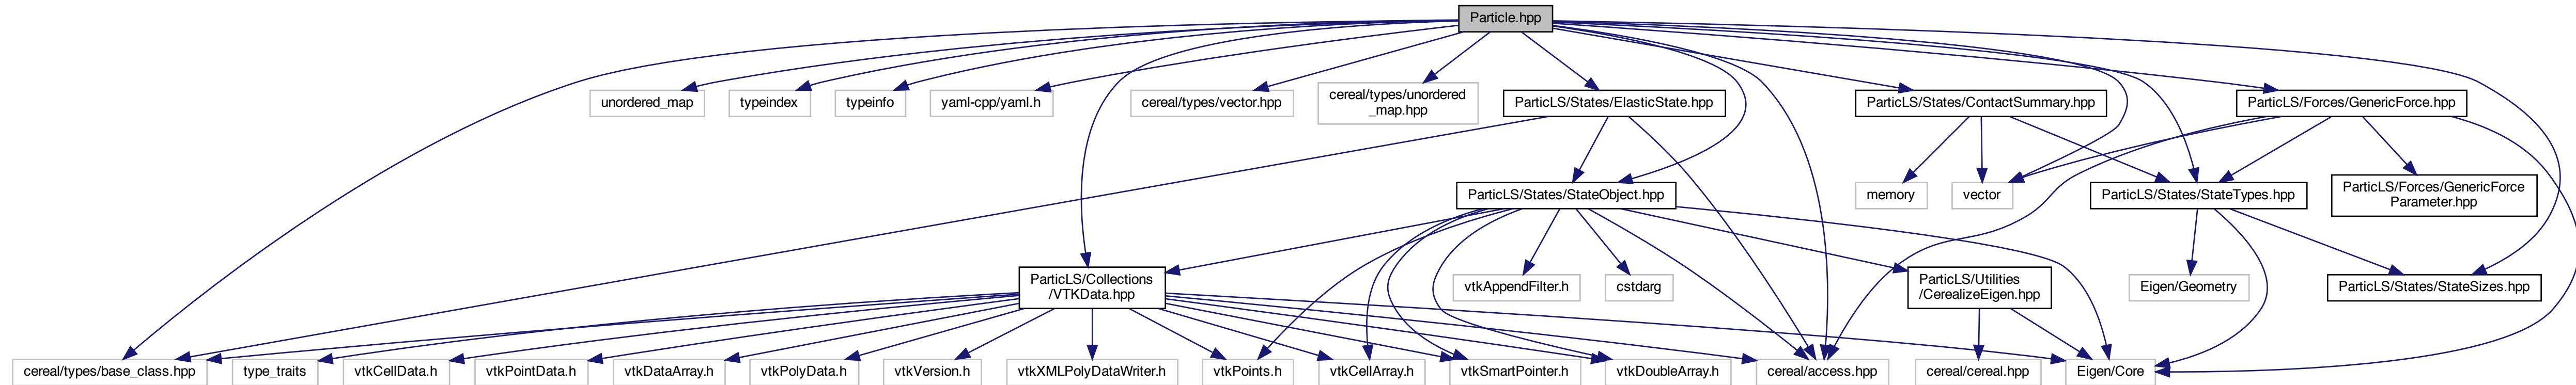 Particle.hpp
unordered_map
typeindex
typeinfo
yaml-cpp/yaml.h
cereal/types/vector.hpp
cereal/types/unordered
_map.hpp
ParticLS/States/ElasticState.hpp
ParticLS/States/ContactSummary.hpp
ParticLS/Forces/GenericForce.hpp
ParticLS/States/StateObject.hpp
memory
vector
ParticLS/States/StateTypes.hpp
ParticLS/Forces/GenericForce
Parameter.hpp
ParticLS/Collections
/VTKData.hpp
vtkAppendFilter.h
cstdarg
ParticLS/Utilities
/CerealizeEigen.hpp
Eigen/Geometry
ParticLS/States/StateSizes.hpp
cereal/types/base_class.hpp
type_traits
vtkCellData.h
vtkPointData.h
vtkDataArray.h
vtkPolyData.h
vtkVersion.h
vtkXMLPolyDataWriter.h
vtkPoints.h
vtkCellArray.h
vtkSmartPointer.h
vtkDoubleArray.h
cereal/access.hpp
cereal/cereal.hpp
Eigen/Core